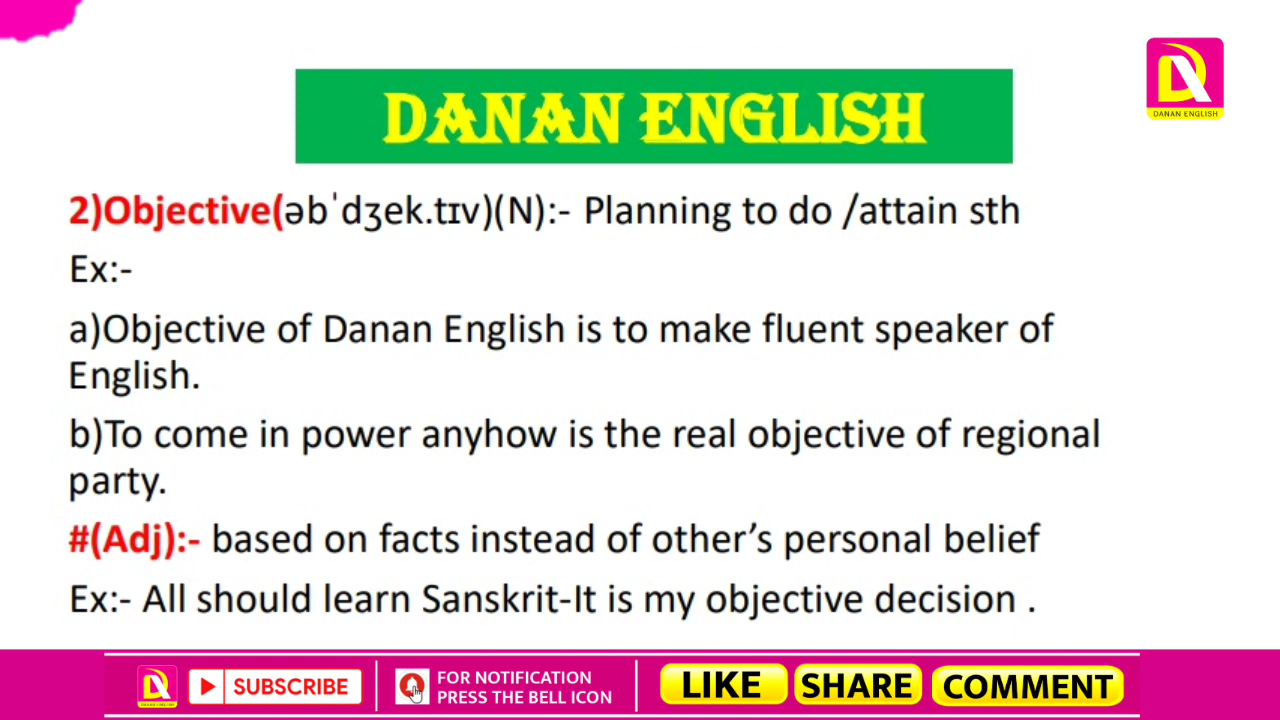 DANAN ENGLISH
DANAN ENGLISH
2)Objective(əbˈdʒek.tɪv)(N):- Planning to do /attain sth
Ex:-
a)Objective of Danan English is to make fluent speaker of
English.
b)To come in power anyhow is the real objective of regional
party.
#(Adj):- based on facts instead of other’s personal belief
Ex:- All should learn Sanskrit-It is my objective decision .
DANAN ENGLISH
SUBSCRIBE
FOR NOTIFICATION
PRESS THE BELL ICON
LIKE
SHARE
COMMENT